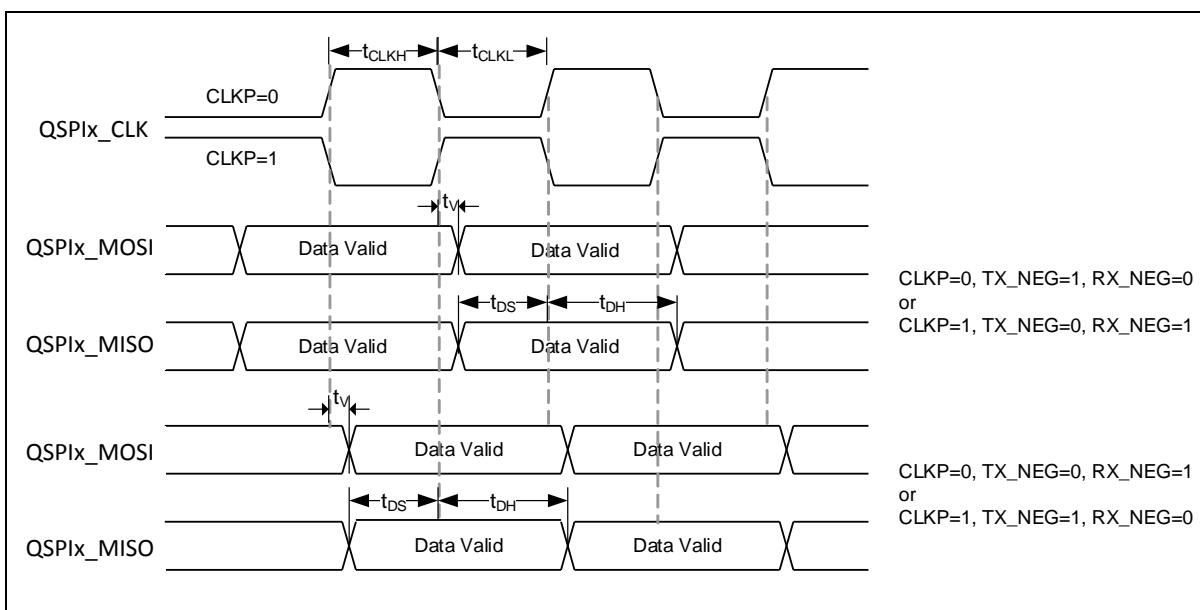 tCLKH
tCLKL
CLKP=0
QSPIx_CLK
CLKP=1
tV
QSPIx_MOSI
Data Valid
Data Valid
CLKP=0, TX_NEG=1, RX_NEG=0
or
CLKP=1, TX_NEG=0, RX_NEG=1
tDS
tDH
QSPIx_MISO
Data Valid
Data Valid
tV
QSPIx_MOSI
Data Valid
Data Valid
CLKP=0, TX_NEG=0, RX_NEG=1
or
CLKP=1, TX_NEG=1, RX_NEG=0
tDS
tDH
QSPIx_MISO
Data Valid
Data Valid